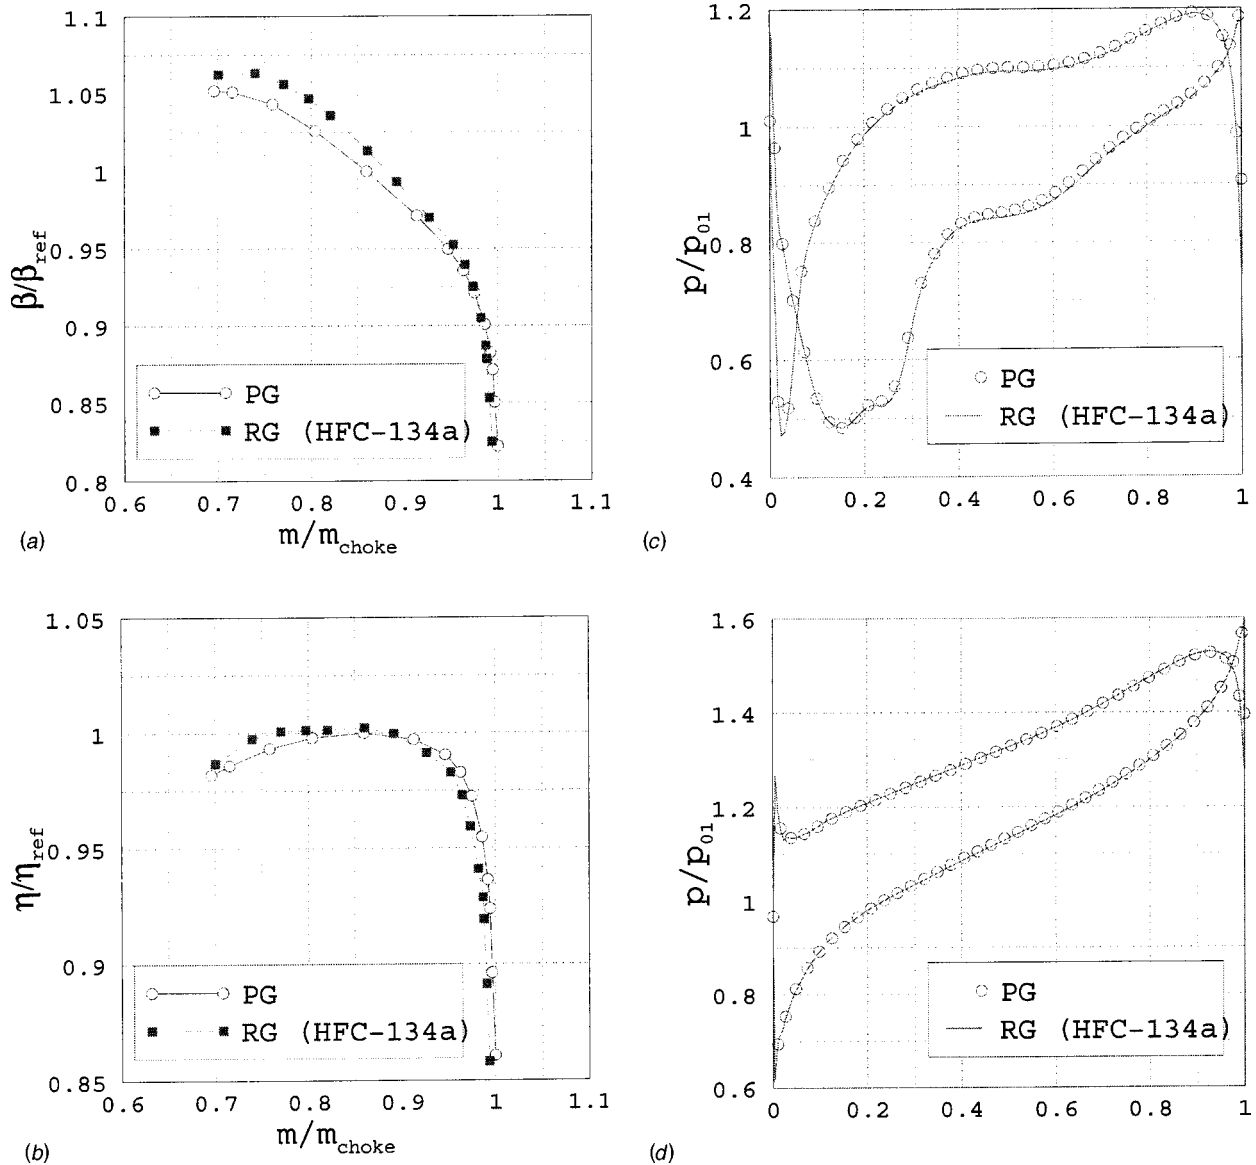 1.1
1.05
1
0.95
0.9
0.85
0.8
β/β_ref
PG
RG (HFC-134a)
0.6 0.7 0.8 0.9 1 1.1
m/m_choke
(a)
1.2
1
0.8
0.6
0.4
p/p_01
PG
RG (HFC-134a)
0 0.2 0.4 0.6 0.8 1
(c)
1.05
1
0.95
0.9
0.85
η/η_ref
PG
RG (HFC-134a)
0.6 0.7 0.8 0.9 1 1.1
m/m_choke
(b)
1.6
1.4
1.2
1
0.8
0.6
p/p_01
PG
RG (HFC-134a)
0 0.2 0.4 0.6 0.8 1
(d)